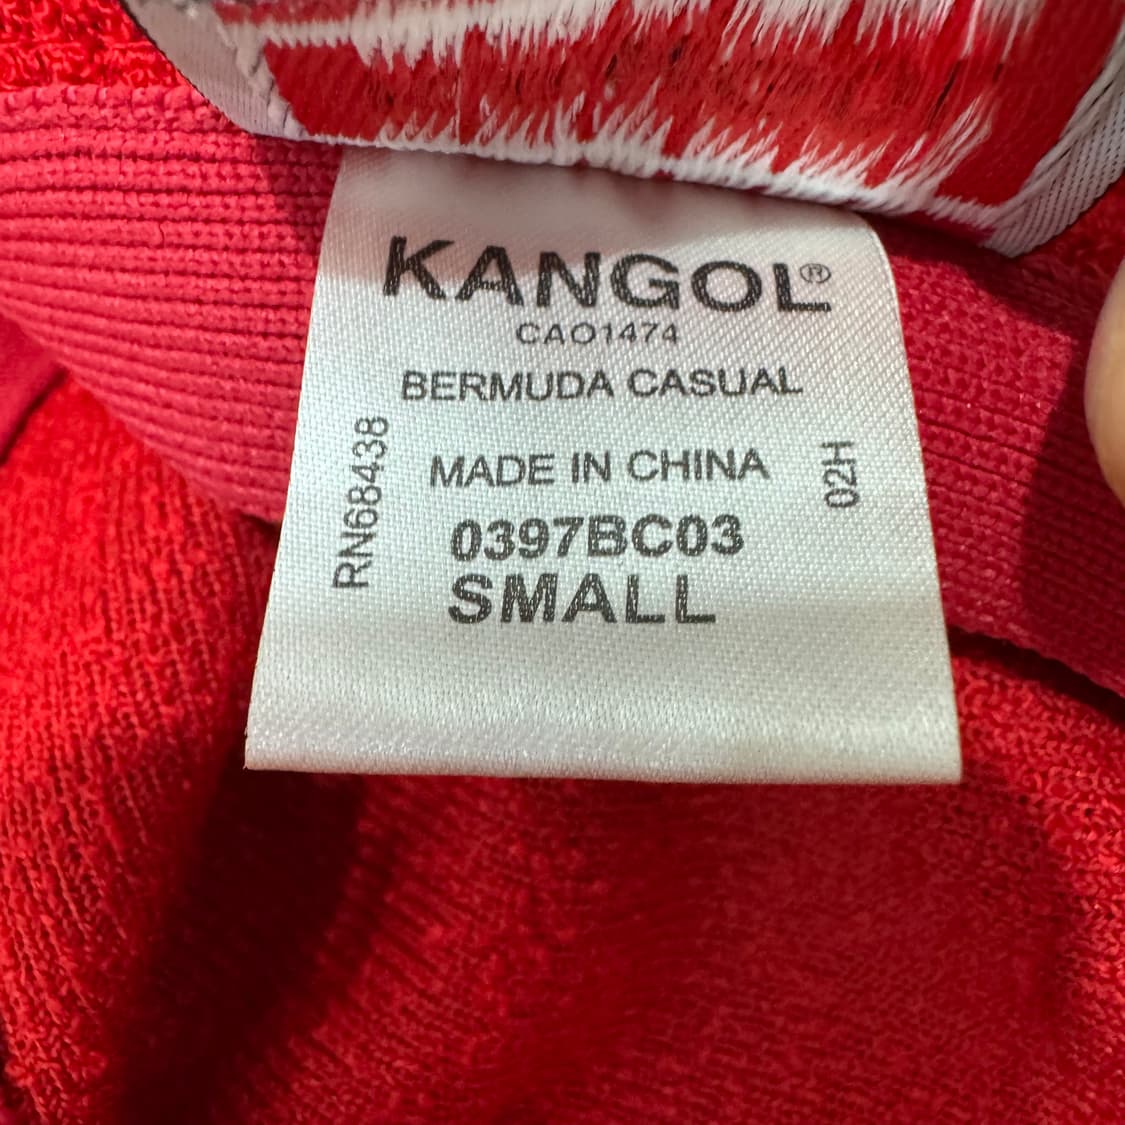 KANGOL®
CAO1474
BERMUDA CASUAL
MADE IN CHINA
0397BC03
SMALL
RN68438
02H